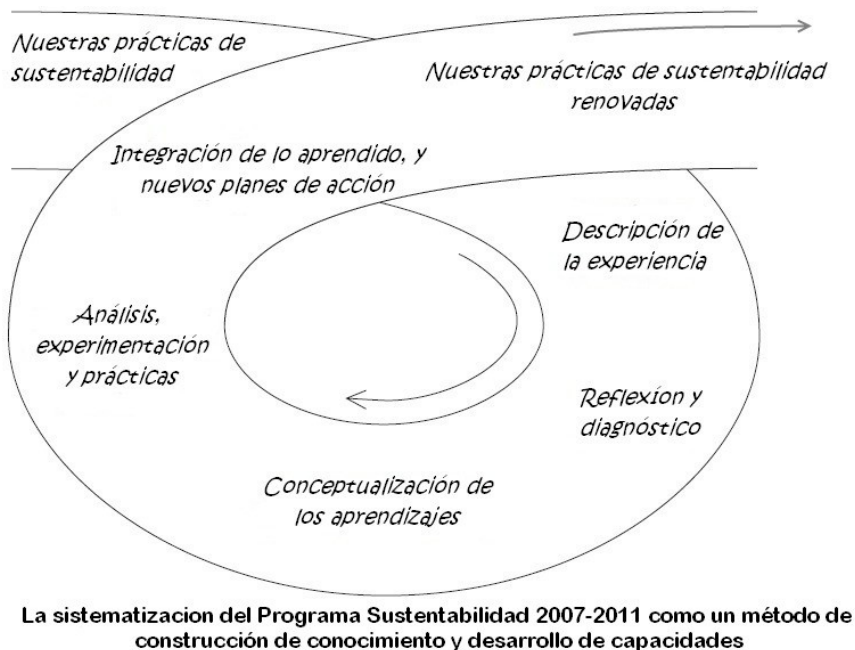 Nuestras prácticas de
sustentabilidad
Nuestras prácticas de sustentabilidad
renovadas
Integración de lo aprendido, y
nuevos planes de acción
Descripción de
la experiencia
Análisis,
experimentación
y prácticas
Reflexíon y
diagnóstico
Conceptualización de
los aprendizajes
La sistematizacion del Programa Sustentabilidad 2007-2011 como un método de
construcción de conocimiento y desarrollo de capacidades